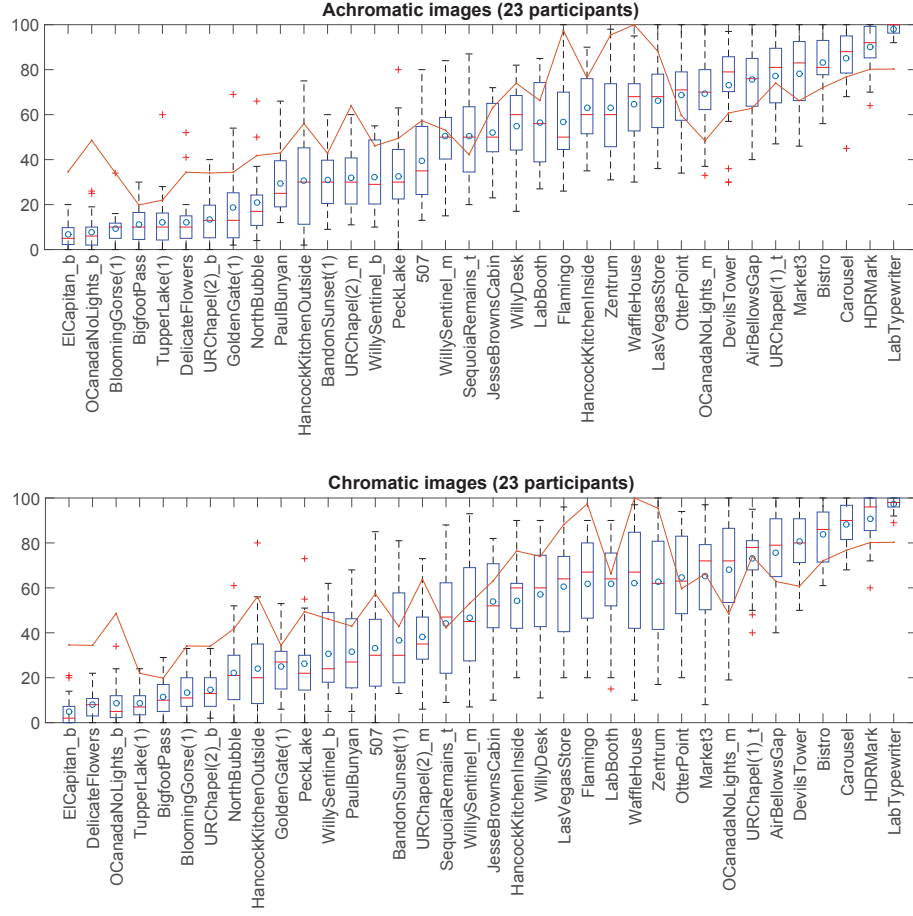 Achromatic images (23 participants)
100
80
60
40
20
0
ElCapitan_b
OCanadaNoLights_b
BloomingGorse(1)
BigfootPass
TupperLake(1)
DelicateFlowers
URChapel(2)_b
GoldenGate(1)
NorthBubble
PaulBunyan
HancockKitchenOutside
BandonSunset(1)
URChapel(2)_m
WillySentinel_b
PeckLake
507
WillySentinel_m
SequoiaRemains_t
JesseBrownsCabin
WillyDesk
LabBooth
Flamingo
HancockKitchenInside
Zentrum
WaffleHouse
LasVegasStore
OtterPoint
OCanadaNoLights_m
DevilsTower
AirBellowsGap
URChapel(1)_t
Market3
Bistro
Carousel
HDRMark
LabTypewriter
Chromatic images (23 participants)
100
80
60
40
20
0
ElCapitan_b
DelicateFlowers
OCanadaNoLights_b
TupperLake(1)
BigfootPass
BloomingGorse(1)
URChapel(2)_b
NorthBubble
HancockKitchenOutside
GoldenGate(1)
PeckLake
WillySentinel_b
PaulBunyan
507
BandonSunset(1)
URChapel(2)_m
SequoiaRemains_t
WillySentinel_m
JesseBrownsCabin
HancockKitchenInside
WillyDesk
LasVegasStore
Flamingo
LabBooth
WaffleHouse
Zentrum
OtterPoint
Market3
OCanadaNoLights_m
URChapel(1)_t
AirBellowsGap
DevilsTower
Bistro
Carousel
HDRMark
LabTypewriter